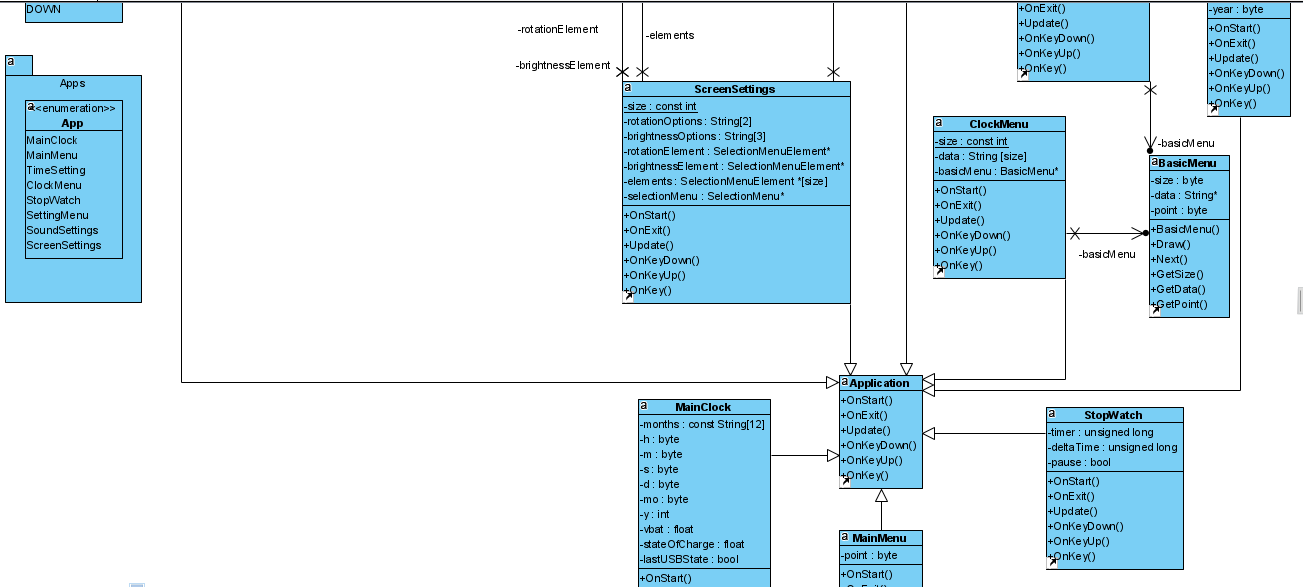 DOWN
a
Apps
a
<<enumeration>>
App
MainClock
MainMenu
TimeSetting
ClockMenu
StopWatch
SettingMenu
SoundSettings
ScreenSettings
-rotationElement
-elements
-brightnessElement
a
ScreenSettings
-size : const int
-rotationOptions : String[2]
-brightnessOptions : String[3]
-rotationElement : SelectionMenuElement*
-brightnessElement : SelectionMenuElement*
-elements : SelectionMenuElement *[size]
-selectionMenu : SelectionMenu*
+OnStart()
+OnExit()
+Update()
+OnKeyDown()
+OnKeyUp()
+OnKey()
+OnExit()
+Update()
+OnKeyDown()
+OnKeyUp()
+OnKey()
-year : byte
+OnStart()
+OnExit()
+Update()
+OnKeyDown()
+OnKeyUp()
+OnKey()
a
ClockMenu
-size : const int
-data : String [size]
-basicMenu : BasicMenu*
+OnStart()
+OnExit()
+Update()
+OnKeyDown()
+OnKeyUp()
+OnKey()
-basicMenu
-basicMenu
a
BasicMenu
-size : byte
-data : String*
-point : byte
+BasicMenu()
+Draw()
+Next()
+GetSize()
+GetData()
+GetPoint()
a
Application
+OnStart()
+OnExit()
+Update()
+OnKeyDown()
+OnKeyUp()
+OnKey()
a
MainClock
-months : const String[12]
-h : byte
-m : byte
-s : byte
-d : byte
-mo : byte
-y : int
-vbat : float
-stateOfCharge : float
-lastUSBState : bool
+OnStart()
a
MainMenu
-point : byte
+OnStart()
+OnExit()
a
StopWatch
-timer : unsigned long
-deltaTime : unsigned long
-pause : bool
+OnStart()
+OnExit()
+Update()
+OnKeyDown()
+OnKeyUp()
+OnKey()